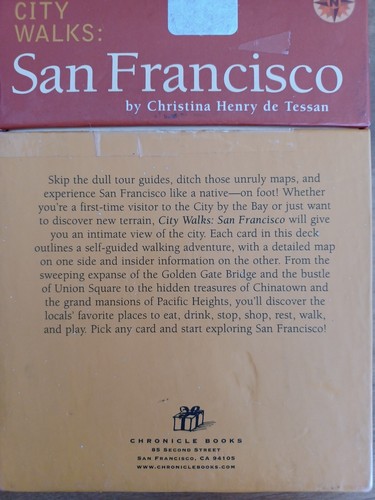 CITY
WALKS:
N
San Francisco
by Christina Henry de Tessan
Skip the dull tour guides, ditch those unruly maps, and
experience San Francisco like a native—on foot! Whether
you're a first-time visitor to the City by the Bay or just want
to discover new terrain, City Walks: San Francisco will give
you an intimate view of the city. Each card in this deck
outlines a self-guided walking adventure, with a detailed map
on one side and insider information on the other. From the
sweeping expanse of the Golden Gate Bridge and the bustle
of Union Square to the hidden treasures of Chinatown and
the grand mansions of Pacific Heights, you'll discover the
locals' favorite places to eat, drink, stop, shop, rest, walk,
and play. Pick any card and start exploring San Francisco!
CHRONICLE BOOKS
85 SECOND STREET
SAN FRANCISCO, CA 94105
WWW.CHRONICLEBOOKS.COM